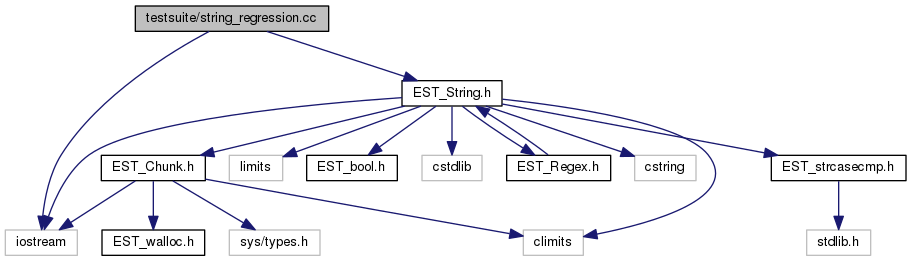 testsuite/string_regression.cc
EST_String.h
EST_Chunk.h
limits
EST_bool.h
cstdlib
EST_Regex.h
cstring
EST_strcasecmp.h
iostream
EST_walloc.h
sys/types.h
climits
stdlib.h